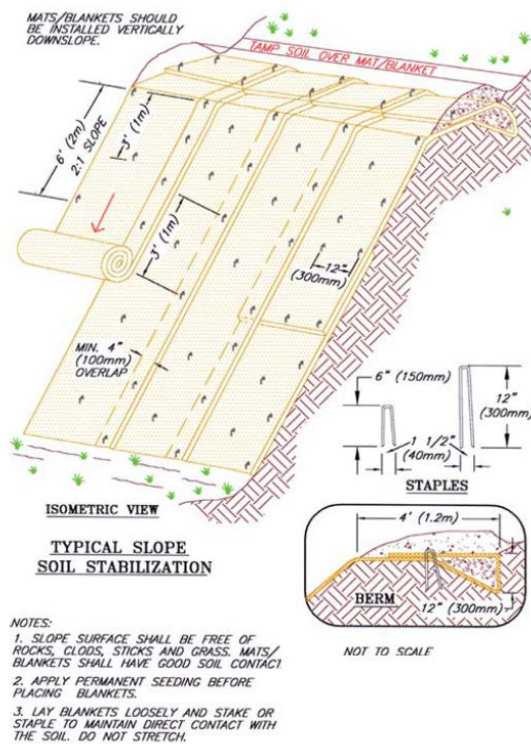 MATS/BLANKETS SHOULD
BE INSTALLED VERTICALLY
DOWNSLOPE.
TAMP SOIL OVER MAT/BLANKET
6' (2m)
2:1 SLOPE
3' (1m)
3' (1m)
12"
(300mm)
MIN. 4"
(100mm)
OVERLAP
6" (150mm)
12"
(300mm)
1 1/2"
(40mm)
STAPLES
ISOMETRIC VIEW
TYPICAL SLOPE
SOIL STABILIZATION
4' (1.2m)
BERM
12" (300mm)
NOT TO SCALE
NOTES:
1. SLOPE SURFACE SHALL BE FREE OF
ROCKS, CLODS, STICKS AND GRASS. MATS/
BLANKETS SHALL HAVE GOOD SOIL CONTACT
2. APPLY PERMANENT SEEDING BEFORE
PLACING BLANKETS.
3. LAY BLANKETS LOOSELY AND STAKE OR
STAPLE TO MAINTAIN DIRECT CONTACT WITH
THE SOIL. DO NOT STRETCH.